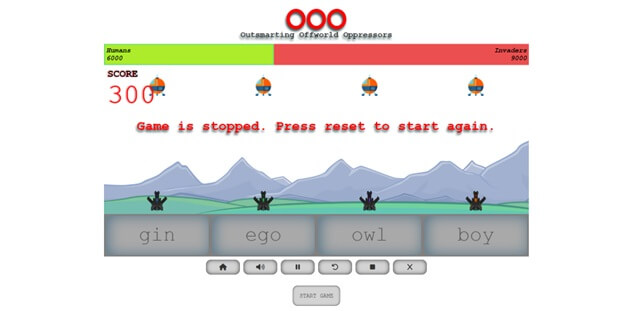 OOO
Outsmarting Offworld Oppressors
Humans Invaders
6000 9000
SCORE
300
Game is stopped. Press reset to start again.
gin ego owl boy
X
START GAME